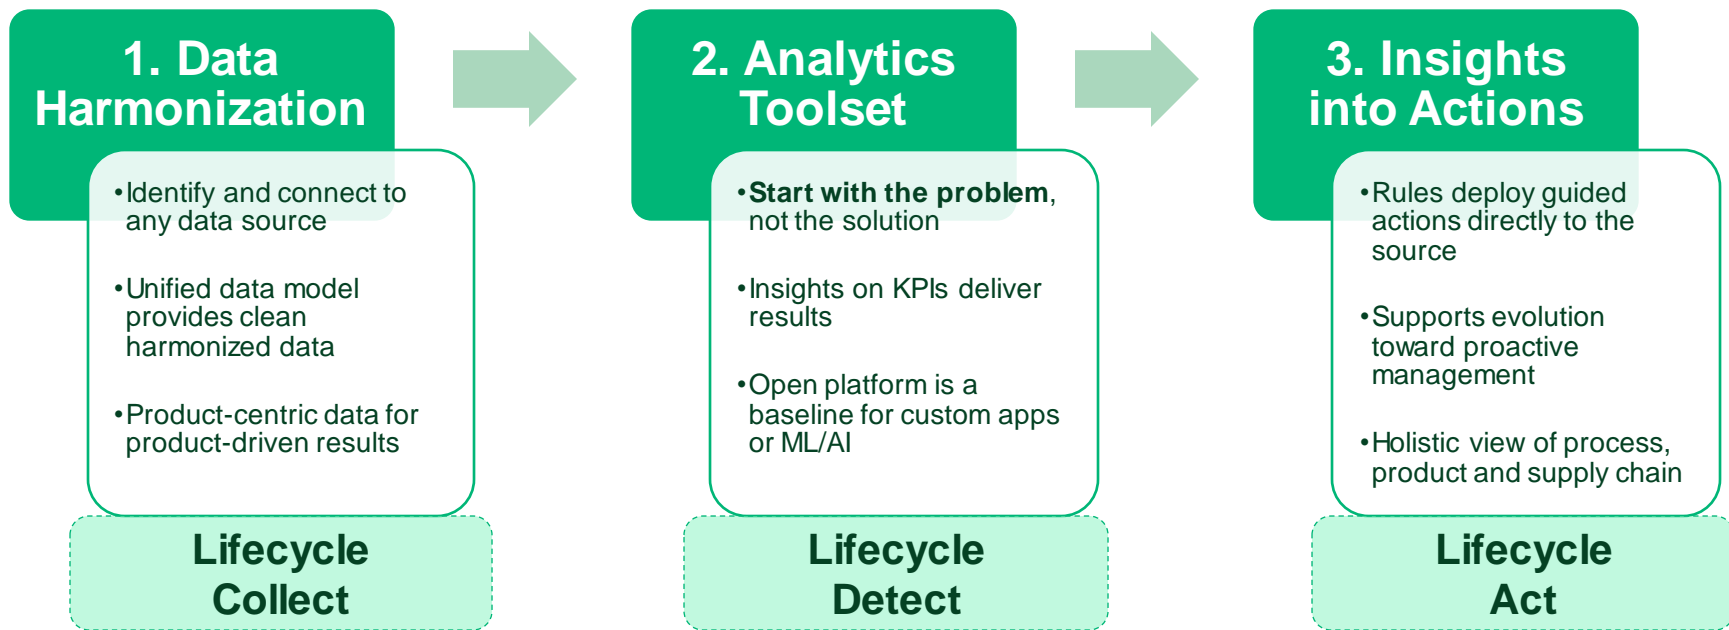 1. Data
Harmonization
•Identify and connect to
any data source
•Unified data model
provides clean
harmonized data
•Product-centric data for
product-driven results
Lifecycle
Collect
2. Analytics
Toolset
•Start with the problem,
not the solution
•Insights on KPIs deliver
results
•Open platform is a
baseline for custom apps
or ML/AI
Lifecycle
Detect
3. Insights
into Actions
•Rules deploy guided
actions directly to the
source
•Supports evolution
toward proactive
management
•Holistic view of process,
product and supply chain
Lifecycle
Act